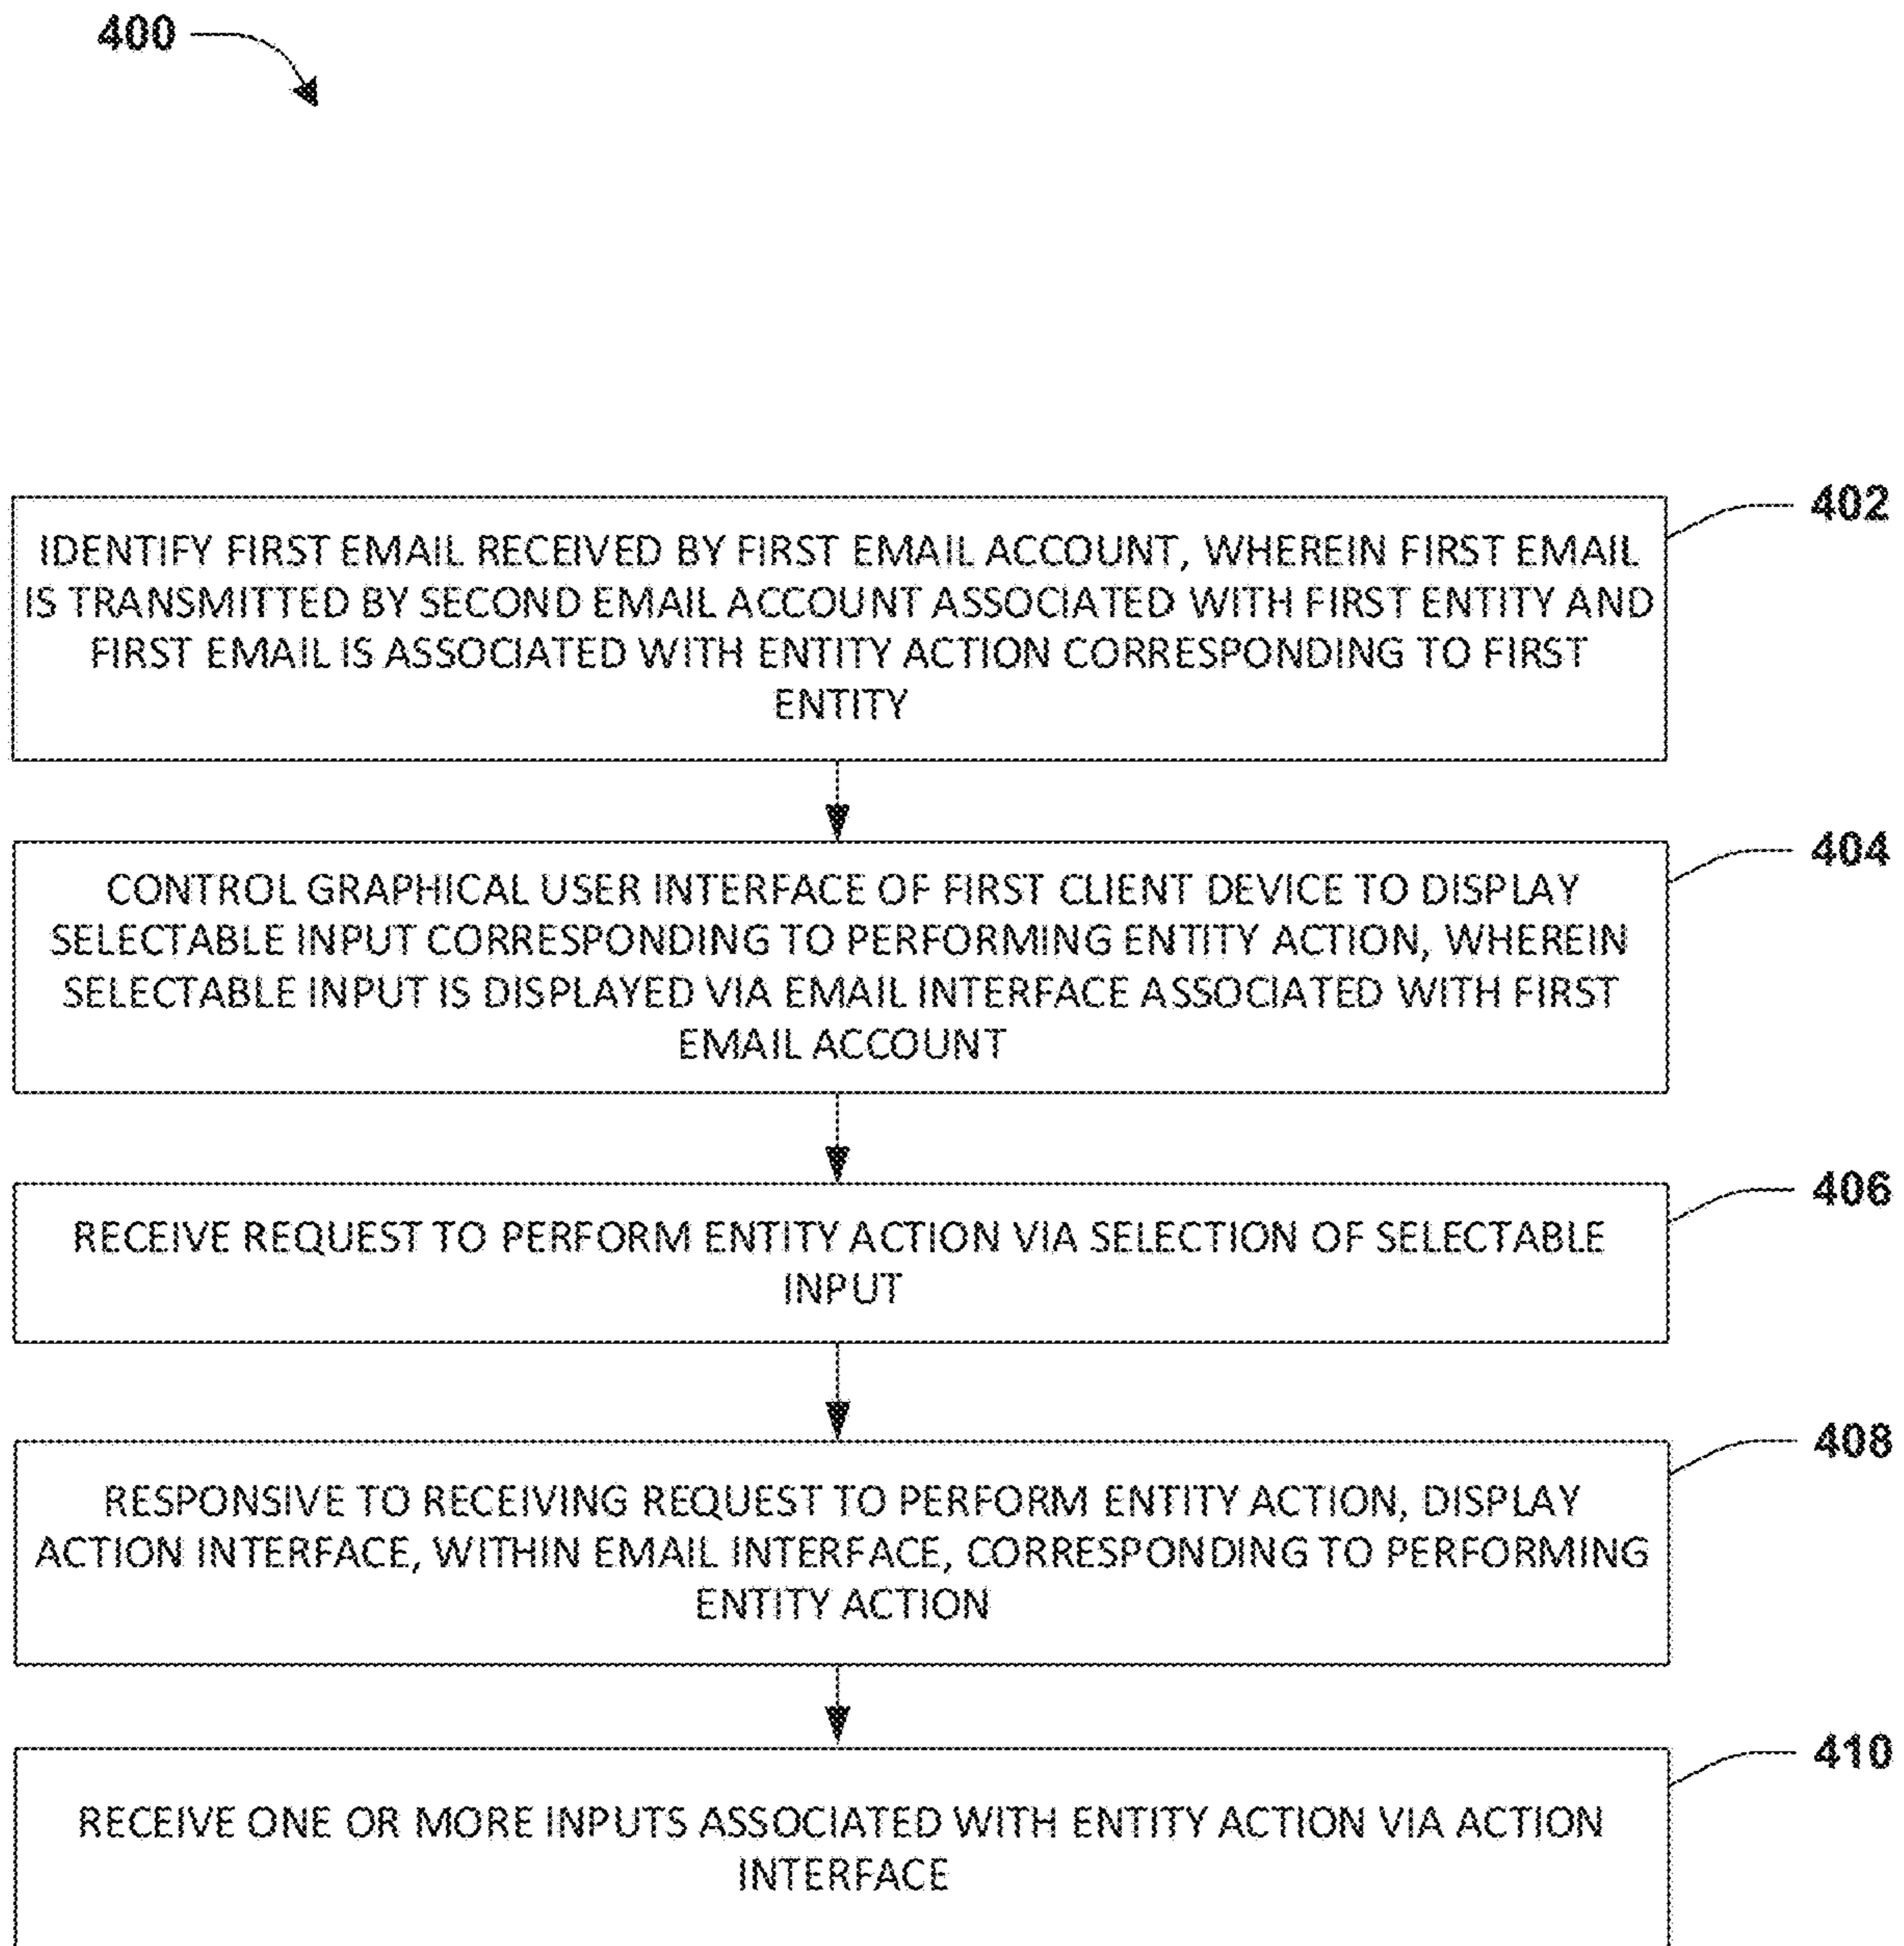 400
402
IDENTIFY FIRST EMAIL RECEIVED BY FIRST EMAIL ACCOUNT, WHEREIN FIRST EMAIL
IS TRANSMITTED BY SECOND EMAIL ACCOUNT ASSOCIATED WITH FIRST ENTITY AND
FIRST EMAIL IS ASSOCIATED WITH ENTITY ACTION CORRESPONDING TO FIRST
ENTITY
404
CONTROL GRAPHICAL USER INTERFACE OF FIRST CLIENT DEVICE TO DISPLAY
SELECTABLE INPUT CORRESPONDING TO PERFORMING ENTITY ACTION, WHEREIN
SELECTABLE INPUT IS DISPLAYED VIA EMAIL INTERFACE ASSOCIATED WITH FIRST
EMAIL ACCOUNT
406
RECEIVE REQUEST TO PERFORM ENTITY ACTION VIA SELECTION OF SELECTABLE
INPUT
408
RESPONSIVE TO RECEIVING REQUEST TO PERFORM ENTITY ACTION, DISPLAY
ACTION INTERFACE, WITHIN EMAIL INTERFACE, CORRESPONDING TO PERFORMING
ENTITY ACTION
410
RECEIVE ONE OR MORE INPUTS ASSOCIATED WITH ENTITY ACTION VIA ACTION
INTERFACE